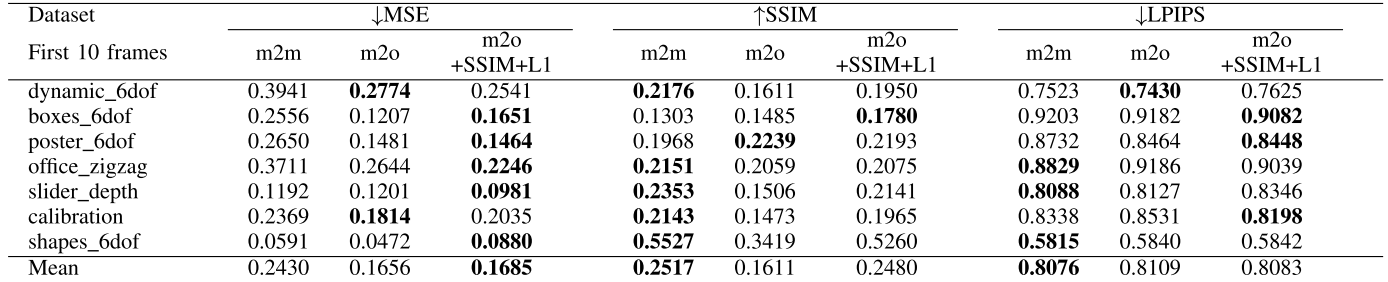 Dataset ↓MSE ↑SSIM ↓LPIPS
First 10 frames m2m m2o m2o +SSIM+L1 m2m m2o m2o +SSIM+L1 m2m m2o m2o +SSIM+L1
dynamic_6dof 0.3941 0.2774 0.2541 0.2176 0.1611 0.1950 0.7523 0.7430 0.7625
boxes_6dof 0.2556 0.1207 0.1651 0.1303 0.1485 0.1780 0.9203 0.9182 0.9082
poster_6dof 0.2650 0.1481 0.1464 0.1968 0.2239 0.2193 0.8732 0.8464 0.8448
office_zigzag 0.3711 0.2644 0.2246 0.2151 0.2059 0.2075 0.8829 0.9186 0.9039
slider_depth 0.1192 0.1201 0.0981 0.2353 0.1506 0.2141 0.8088 0.8127 0.8346
calibration 0.2369 0.1814 0.2035 0.2143 0.1473 0.1965 0.8338 0.8531 0.8198
shapes_6dof 0.0591 0.0472 0.0880 0.5527 0.3419 0.5260 0.5815 0.5840 0.5842
Mean 0.2430 0.1656 0.1685 0.2517 0.1611 0.2480 0.8076 0.8109 0.8083